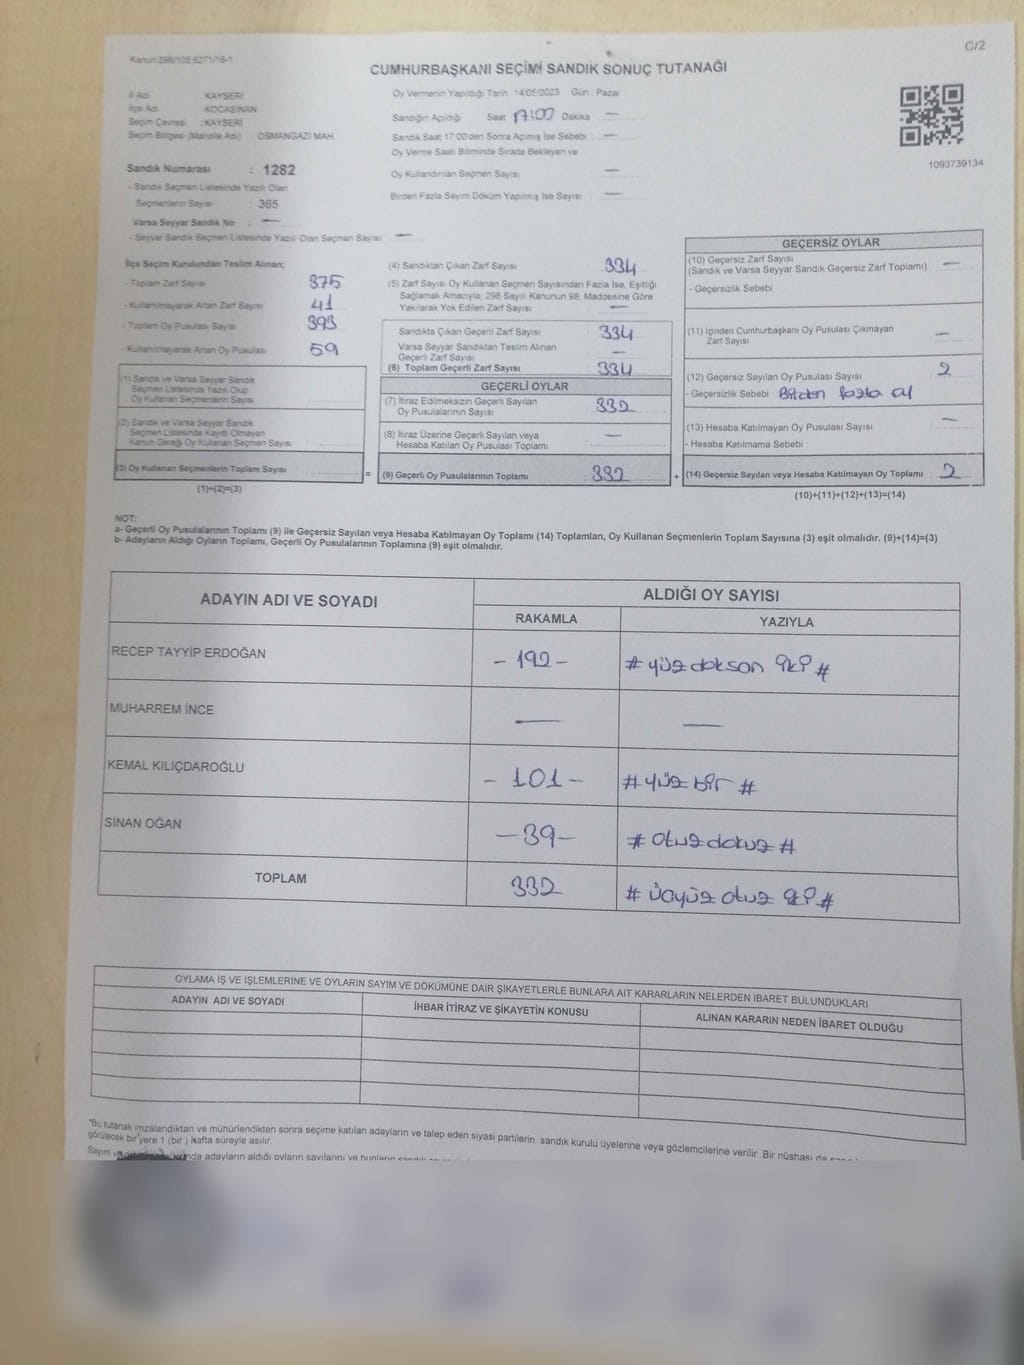 C/2
Kanun 298/105 6271/18-1
CUMHURBAŞKANI SEÇİMİ SANDIK SONUÇ TUTANAĞI
İl Adı KAYSERİ
İlçe Adı KOCASİNAN
Seçim Çevresi : KAYSERİ
Seçim Bölgesi (Mahalle Adı) OSMANGAZİ MAH.
Sandık Numarası : 1282
- Sandık Seçmen Listesinde Yazılı Olan
Seçmenlerin Sayısı : 365
Varsa Seyyar Sandık No : —
- Seyyar Sandık Seçmen Listesinde Yazılı Olan Seçmen Sayısı —
Oy Vermenin Yapıldığı Tarih 14/05/2023 Gün : Pazar
Sandığın Açıldığı Saat 17:00 Dakika —
Sandık Saat 17:00'den Sonra Açılmış İse Sebebi —
Oy Verme Saati Bitiminde Sırada Bekleyen ve
Oy Kullandırılan Seçmen Sayısı —
Birden Fazla Sayım Döküm Yapılmış İse Sayısı —
1093739134
İlçe Seçim Kurulundan Teslim Alınan;
- Toplam Zarf Sayısı 375
- Kullanılmayarak Artan Zarf Sayısı 41
- Toplam Oy Pusulası Sayısı 393
- Kullanılmayarak Artan Oy Pusulası 59
(1) Sandık ve Varsa Seyyar Sandık
Seçmen Listesinde Yazılı Olup
Oy Kullanan Seçmenlerin Sayısı
(2) Sandık ve Varsa Seyyar Sandık
Seçmen Listesinde Kayıtlı Olmayan
Kanun Gereği Oy Kullanan Seçmen Sayısı
(3) Oy Kullanan Seçmenlerin Toplam Sayısı =
(1)+(2)=(3)
(4) Sandıktan Çıkan Zarf Sayısı 334
(5) Zarf Sayısı Oy Kullanan Seçmen Sayısından Fazla İse, Eşitliği
Sağlamak Amacıyla; 298 Sayılı Kanunun 98. Maddesine Göre
Yakılarak Yok Edilen Zarf Sayısı —
Sandıkta Çıkan Geçerli Zarf Sayısı 334
Varsa Seyyar Sandıktan Teslim Alınan
Geçerli Zarf Sayısı —
(6) Toplam Geçerli Zarf Sayısı 334
GEÇERLİ OYLAR
(7) İtiraz Edilmeksizin Geçerli Sayılan
Oy Pusulalarının Sayısı 332
(8) İtiraz Üzerine Geçerli Sayılan veya
Hesaba Katılan Oy Pusulası Toplamı —
(9) Geçerli Oy Pusulalarının Toplamı 332 +
GEÇERSİZ OYLAR
(10) Geçersiz Zarf Sayısı
(Sandık ve Varsa Seyyar Sandık Geçersiz Zarf Toplamı) —
- Geçersizlik Sebebi
(11) İçinden Cumhurbaşkanı Oy Pusulası Çıkmayan
Zarf Sayısı —
(12) Geçersiz Sayılan Oy Pusulası Sayısı 2
- Geçersizlik Sebebi Birden fazla oy
(13) Hesaba Katılmayan Oy Pusulası Sayısı —
- Hesaba Katılmama Sebebi :
(14) Geçersiz Sayılan veya Hesaba Katılmayan Oy Toplamı : 2
(10)+(11)+(12)+(13)=(14)
NOT:
a- Geçerli Oy Pusulalarının Toplamı (9) ile Geçersiz Sayılan veya Hesaba Katılmayan Oy Toplamı (14) Toplamları, Oy Kullanan Seçmenlerin Toplam Sayısına (3) eşit olmalıdır. (9)+(14)=(3)
b- Adayların Aldığı Oyların Toplamı, Geçerli Oy Pusulalarının Toplamına (9) eşit olmalıdır.
ADAYIN ADI VE SOYADI ALDIĞI OY SAYISI
RAKAMLA YAZIYLA
RECEP TAYYİP ERDOĞAN - 192 - # yüz doksan iki #
MUHARREM İNCE — —
KEMAL KILIÇDAROĞLU - 101 - # yüz bir #
SİNAN OĞAN - 39 - # otuz dokuz #
TOPLAM 332 # üçyüz otuz iki #
OYLAMA İŞ VE İŞLEMLERİNE VE OYLARIN SAYIM VE DÖKÜMÜNE DAİR ŞİKAYETLERLE BUNLARA AİT KARARLARIN NELERDEN İBARET BULUNDUKLARI
ADAYIN ADI VE SOYADI İHBAR İTİRAZ VE ŞİKAYETİN KONUSU ALINAN KARARIN NEDEN İBARET OLDUĞU
"Bu tutanak imzalandıktan ve mühürlendikten sonra seçime katılan adayların ve talep eden siyasi partilerin sandık kurulu üyelerine veya gözlemcilerine verilir. Bir nüshası da
görülecek bir yere 1 (bir ) hafta süreyle asılır.
Sayım adayların aldığı oyların sayılarını ve bunların